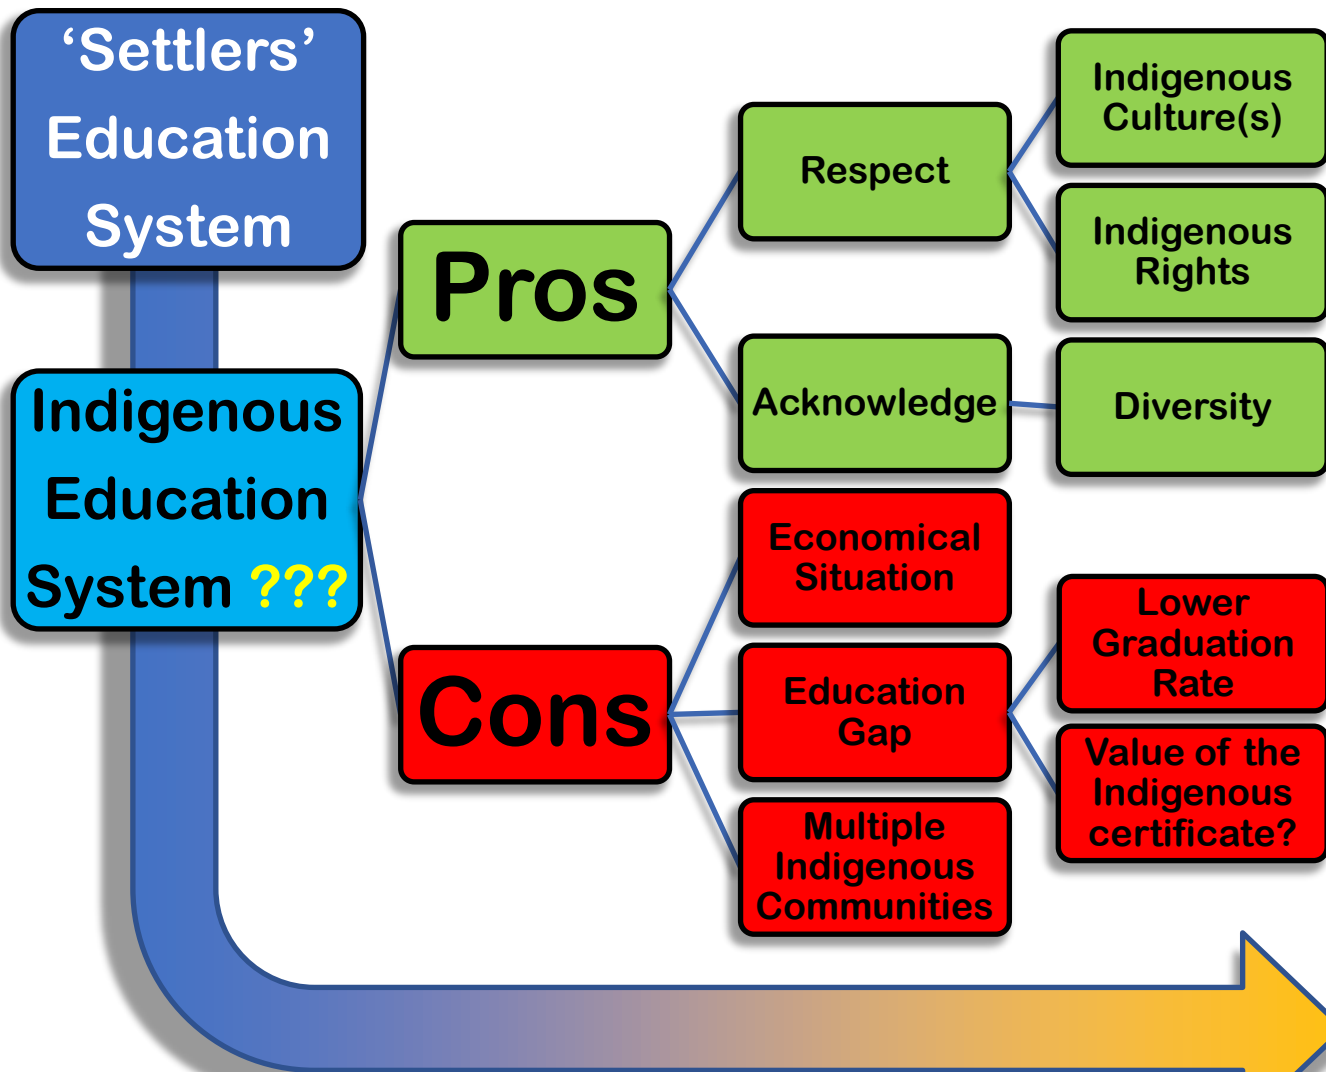 ‘Settlers’
Education
System
Indigenous
Education
System ???
Pros
Respect
Indigenous
Culture(s)
Indigenous
Rights
Acknowledge
Diversity
Cons
Economical
Situation
Education
Gap
Lower
Graduation
Rate
Value of the
Indigenous
certificate?
Multiple
Indigenous
Communities